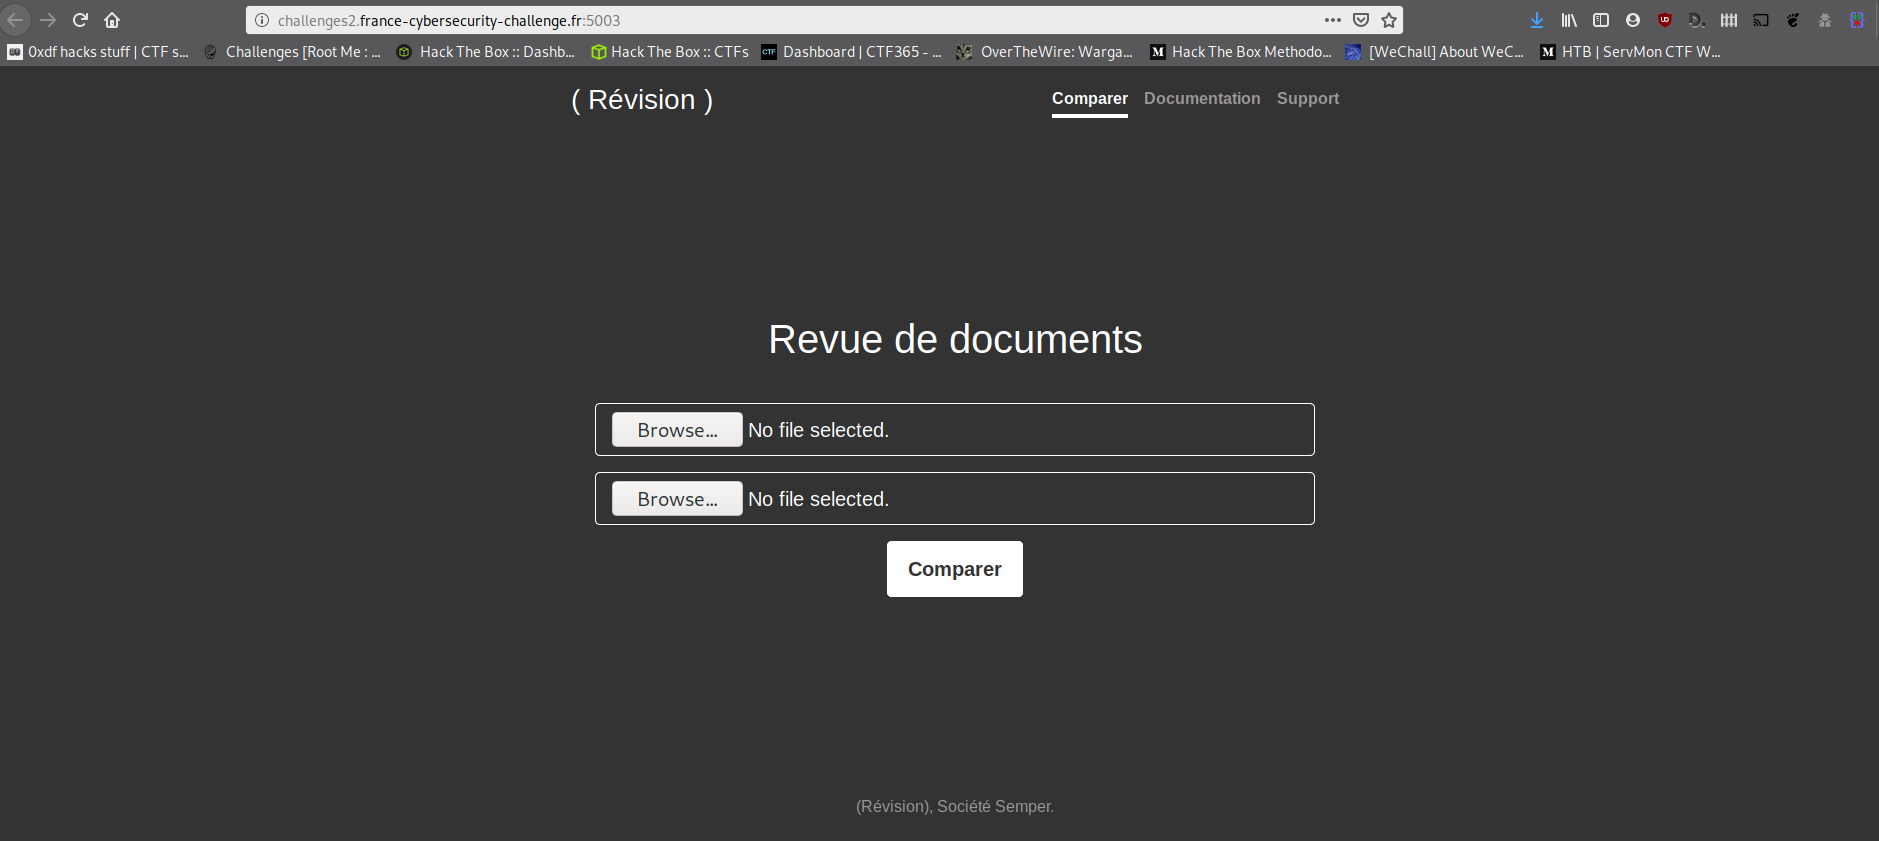 challenges2.france-cybersecurity-challenge.fr:5003
0xdf hacks stuff | CTF s... Challenges [Root Me : ... Hack The Box :: Dashb... Hack The Box :: CTFs CTF Dashboard | CTF365 - ... OverTheWire: Warga... M Hack The Box Methodo... [WeChall] About WeC... M HTB | ServMon CTF W...
( Révision ) Comparer Documentation Support
Revue de documents
Browse... No file selected.
Browse... No file selected.
Comparer
(Révision), Société Semper.